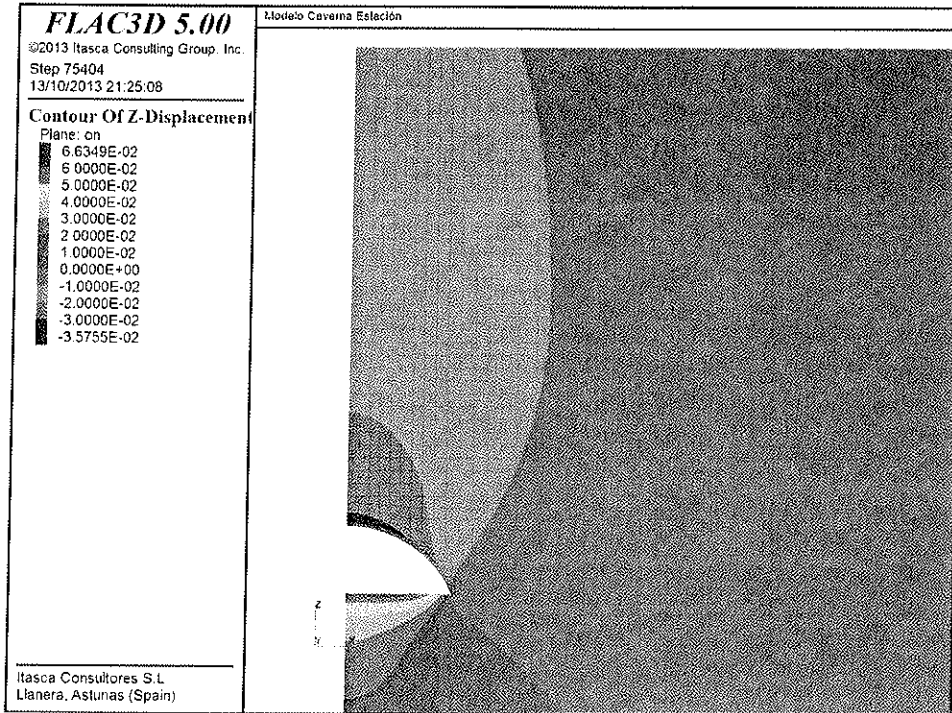 FLAC3D 5.00
©2013 Itasca Consulting Group, Inc.
Step 75404
13/10/2013 21:25:08
Contour Of Z-Displacement
Plane: on
6.6349E-02
6.0000E-02
5.0000E-02
4.0000E-02
3.0000E-02
2.0000E-02
1.0000E-02
0.0000E+00
-1.0000E-02
-2.0000E-02
-3.0000E-02
-3.5755E-02
Itasca Consultores S.L
Llanera, Asturias (Spain)
Modelo Caverna Estación
Z